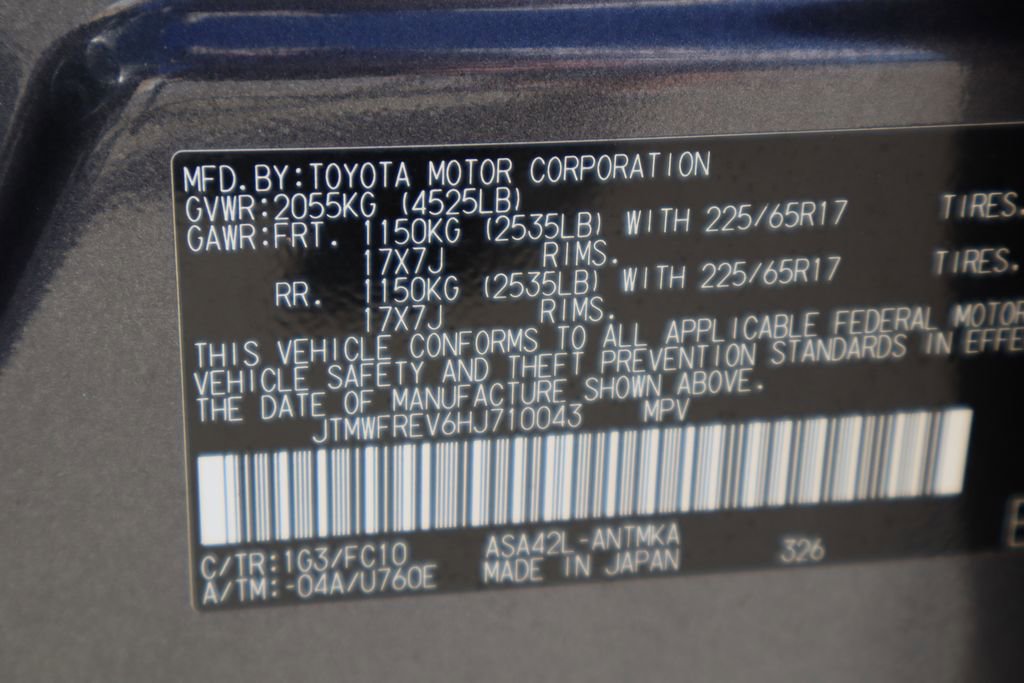 MFD.BY:TOYOTA MOTOR CORPORATION
GVWR:2055KG (4525LB)
GAWR:FRT. 1150KG (2535LB) WITH 225/65R17 TIRES.
17X7J RIMS.
RR. 1150KG (2535LB) WITH 225/65R17 TIRES.
17X7J RIMS.
THIS VEHICLE CONFORMS TO ALL APPLICABLE FEDERAL MOTOR
VEHICLE SAFETY AND THEFT PREVENTION STANDARDS IN EFFE
THE DATE OF MANUFACTURE SHOWN ABOVE.
JTMWFREV6HJ710043 MPV
C/TR:1G3/FC10 ASA42L-ANTMKA 326
A/TM:-04A/U760E MADE IN JAPAN